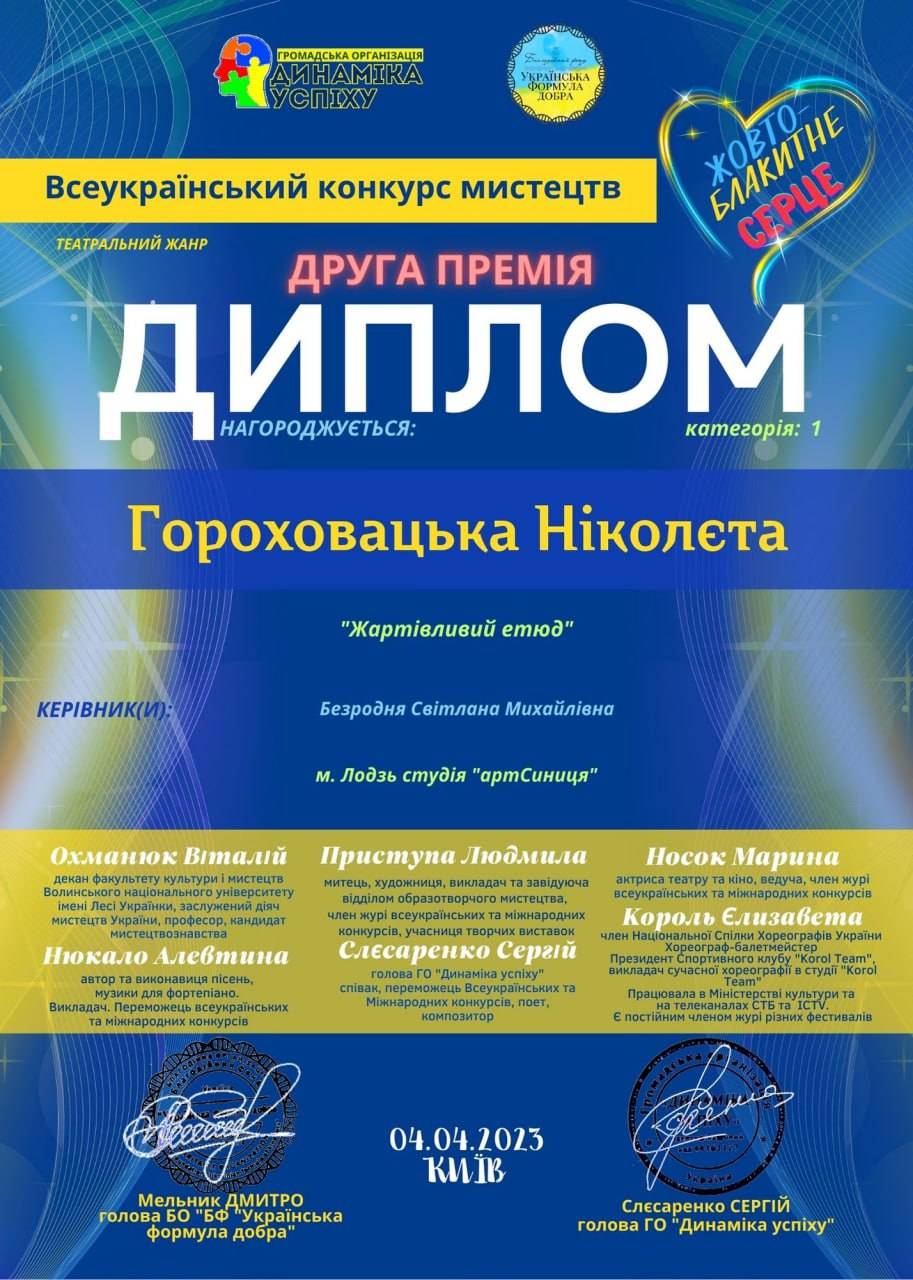 ГРОМАДСЬКА ОРГАНІЗАЦІЯ
ДИНАМІКА
УСПІХУ
Благодійний фонд
УКРАЇНСЬКА
ФОРМУЛА
ДОБРА
ЖОВТО-
БЛАКИТНЕ
СЕРЦЕ
Всеукраїнський конкурс мистецтв
ТЕАТРАЛЬНИЙ ЖАНР
ДРУГА ПРЕМІЯ
ДИПЛОМ
НАГОРОДЖУЄТЬСЯ:
категорія: 1
Гороховацька Ніколєта
"Жартівливий етюд"
КЕРІВНИК(И):
Безродня Світлана Михайлівна
м. Лодзь студія "артСиниця"
Охманюк Віталій
декан факультету культури і мистецтв
Волинського національного університету
імені Лесі Українки, заслужений діяч
мистецтв України, професор, кандидат
мистецтвознавства
Нюкало Алевтина
автор та виконавиця пісень,
музики для фортепіано.
Викладач. Переможець всеукраїнських
та міжнародних конкурсів
Приступа Людмила
митець, художниця, викладач та завідуюча
відділом образотворчого мистецтва,
член журі всеукраїнських та міжнародних
конкурсів, учасниця творчих виставок
Слєсаренко Сергій
голова ГО "Динаміка успіху"
співак, переможець Всеукраїнських та
Міжнародних конкурсів, поет,
композитор
Носок Марина
актриса театру та кіно, ведуча, член журі
всеукраїнських та міжнародних конкурсів
Король Єлизавета
член Національної Спілки Хореографів України
Хореограф-балетмейстер
Президент Спортивного клубу "Korol Team",
викладач сучасної хореографії в студії "Korol
Team"
Працювала в Міністерстві культури та
на телеканалах СТБ та ICTV.
Є постійним членом журі різних фестивалів
04.04.2023
КИЇВ
Мельник ДМИТРО
голова БО "БФ "Українська
формула добра"
Громадська організація
"ДИНАМІКА
УСПІХУ"
Україна
Слєсаренко СЕРГІЙ
голова ГО "Динаміка успіху"